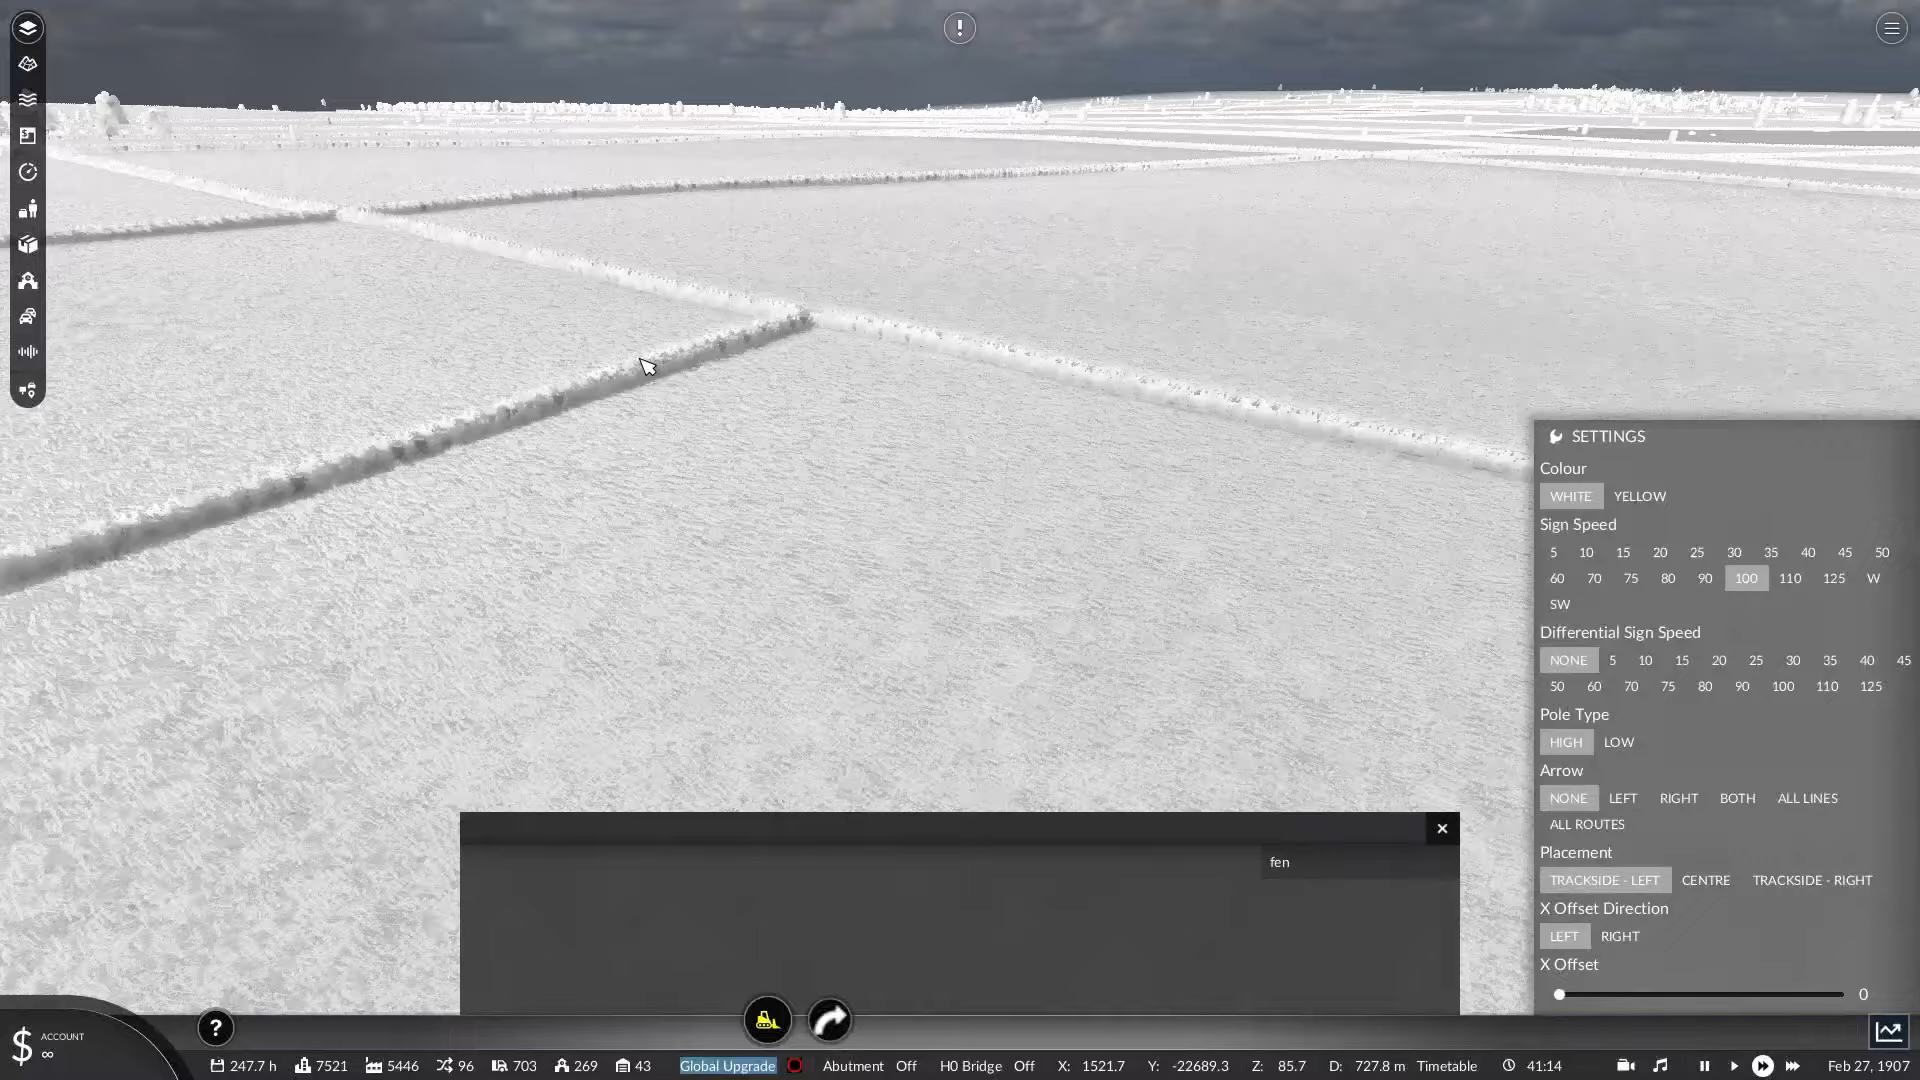 SETTINGS
Colour
WHITE YELLOW
Sign Speed
5 10 15 20 25 30 35 40 45 50
60 70 75 80 90 100 110 125 W
SW
Differential Sign Speed
NONE 5 10 15 20 25 30 35 40 45
50 60 70 75 80 90 100 110 125
Pole Type
HIGH LOW
Arrow
NONE LEFT RIGHT BOTH ALL LINES
ALL ROUTES
Placement
TRACKSIDE - LEFT CENTRE TRACKSIDE - RIGHT
X Offset Direction
LEFT RIGHT
X Offset
0
fen
$ ACCOUNT
∞
?
247.7 h 7521 5446 96 703 269 43 Global Upgrade Abutment Off H0 Bridge Off X: 1521.7 Y: -22689.3 Z: 85.7 D: 727.8 m Timetable 41:14 Feb 27, 1907